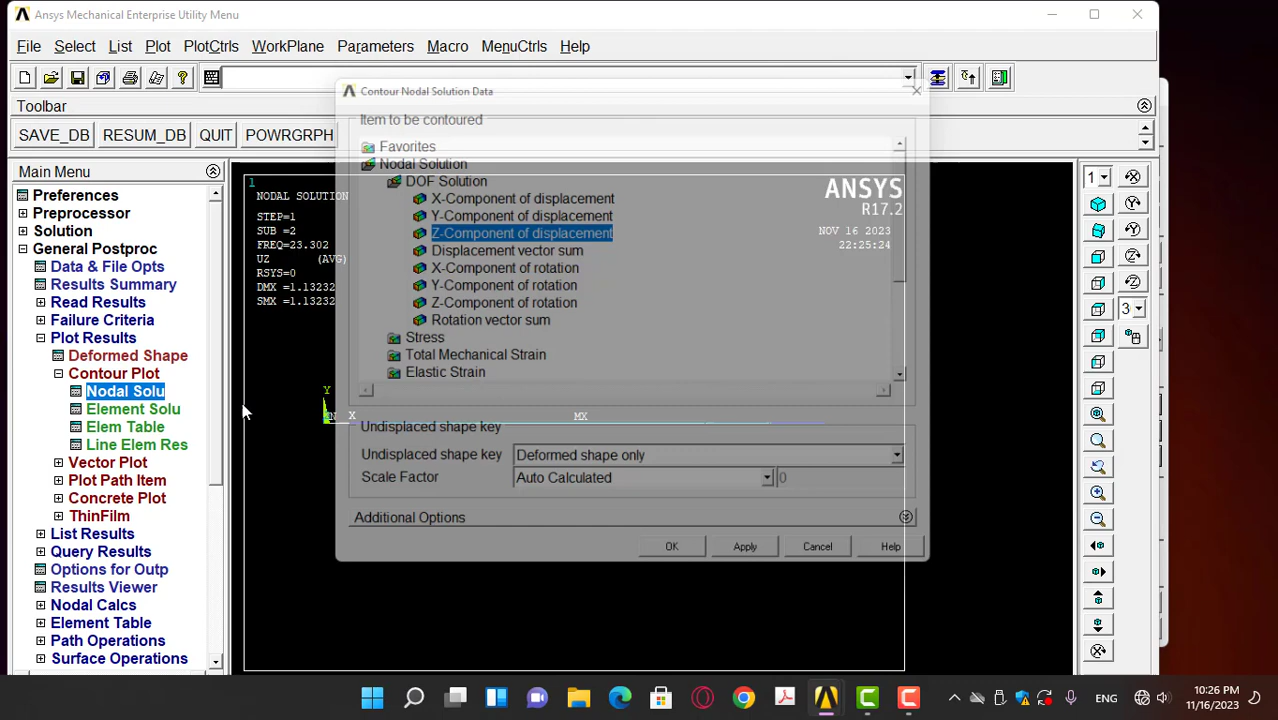 Ansys Mechanical Enterprise Utility Menu
File Select List Plot PlotCtrls WorkPlane Parameters Macro MenuCtrls Help
Toolbar
SAVE_DB RESUM_DB QUIT POWRGRPH
Main Menu
Preferences
Preprocessor
Solution
General Postproc
Data & File Opts
Results Summary
Read Results
Failure Criteria
Plot Results
Deformed Shape
Contour Plot
Nodal Solu
Element Solu
Elem Table
Line Elem Res
Vector Plot
Plot Path Item
Concrete Plot
ThinFilm
List Results
Query Results
Options for Outp
Results Viewer
Nodal Calcs
Element Table
Path Operations
Surface Operations
1
NODAL SOLUTION
STEP=1
SUB =2
FREQ=23.302
UZ (AVG)
RSYS=0
DMX =1.13232
SMX =1.13232
Y
X
MX
ANSYS
R17.2
NOV 16 2023
22:25:24
Contour Nodal Solution Data
Item to be contoured
Favorites
Nodal Solution
DOF Solution
X-Component of displacement
Y-Component of displacement
Z-Component of displacement
Displacement vector sum
X-Component of rotation
Y-Component of rotation
Z-Component of rotation
Rotation vector sum
Stress
Total Mechanical Strain
Elastic Strain
Undisplaced shape key
Undisplaced shape key Deformed shape only
Scale Factor Auto Calculated 0
Additional Options
OK Apply Cancel Help
1
3
ENG
10:26 PM
11/16/2023